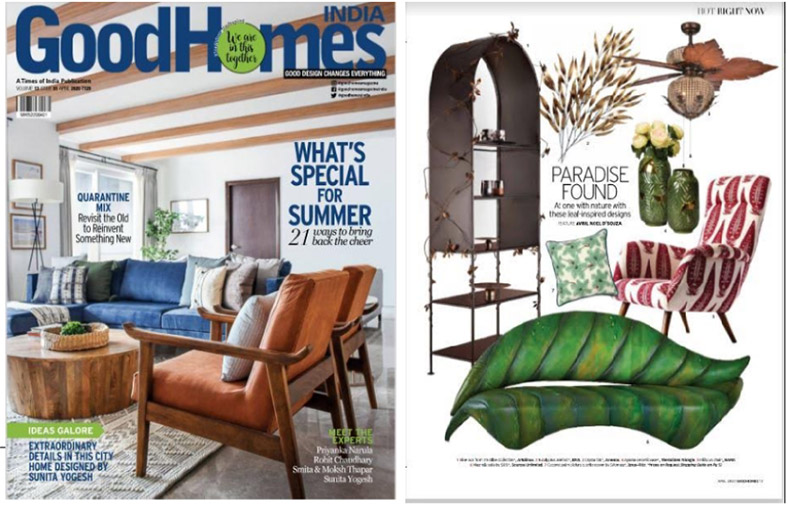 INDIA
GoodHomes
We are
in this
together
GOOD DESIGN CHANGES EVERYTHING
A Times of India Publication
WHAT'S
SPECIAL
FOR
SUMMER
21 ways to bring
back the cheer
QUARANTINE
MIX
Revisit the Old
to Reinvent
Something New
IDEAS GALORE
EXTRAORDINARY
DETAILS IN THIS CITY
HOME DESIGNED BY
SUNITA YOGESH
MEET THE
EXPERTS
Priyanka Narula
Rohit Chaudhary
Smita & Moksh Thapar
Sunita Yogesh
HOT RIGHT NOW
PARADISE
FOUND
At one with nature with
these leaf-inspired designs